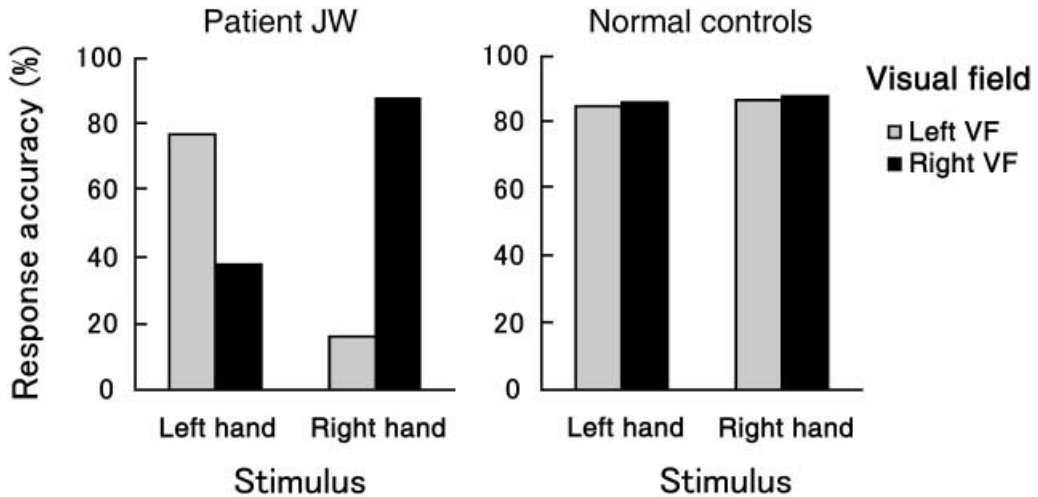 Patient JW
Normal controls
Response accuracy (%)
100
80
60
40
20
0
Left hand
Right hand
Stimulus
100
80
60
40
20
0
Left hand
Right hand
Stimulus
Visual field
Left VF
Right VF